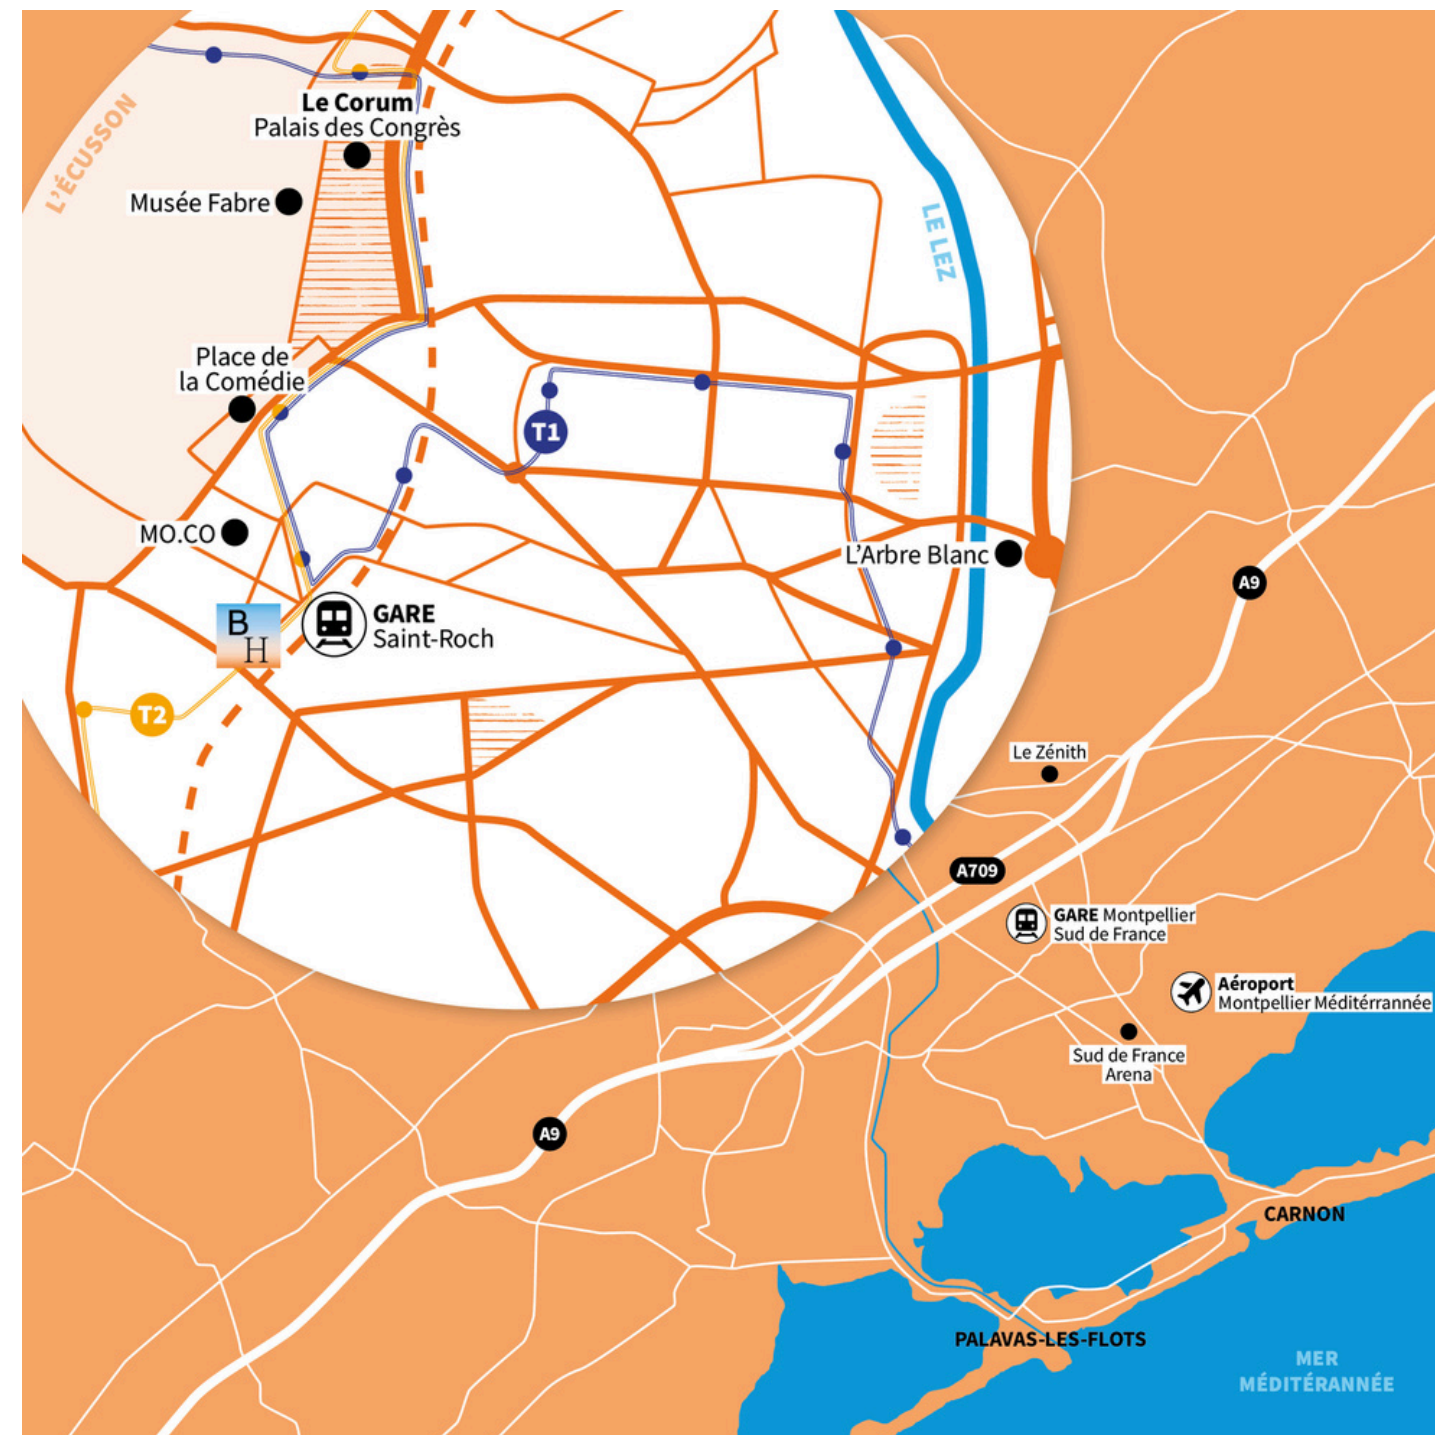 L'ÉCUSSON
Le Corum
Palais des Congrès
Musée Fabre
LE LEZ
Place de
la Comédie
T1
MO.CO
L'Arbre Blanc
A9
B
H
GARE
Saint-Roch
T2
Le Zénith
A709
GARE Montpellier
Sud de France
Aéroport
Montpellier Méditérrannée
Sud de France
Arena
A9
CARNON
PALAVAS-LES-FLOTS
MER
MÉDITÉRANNÉE